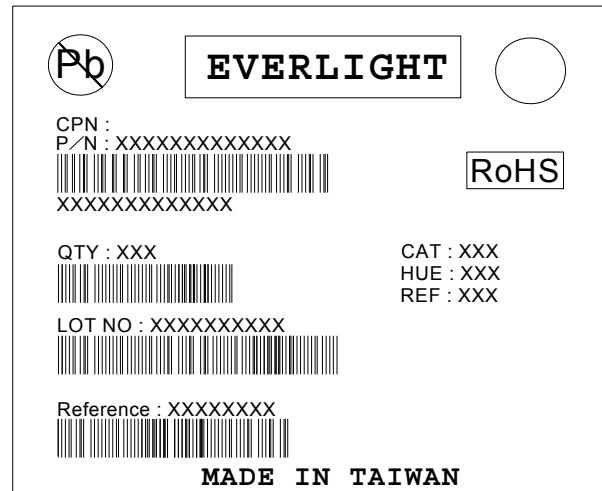 Pb
EVERLIGHT
CPN :
P/N : XXXXXXXXXXXXX
RoHS
XXXXXXXXXXXXX
QTY : XXX
CAT : XXX
HUE : XXX
REF : XXX
LOT NO : XXXXXXXXXX
Reference : XXXXXXXX
MADE IN TAIWAN